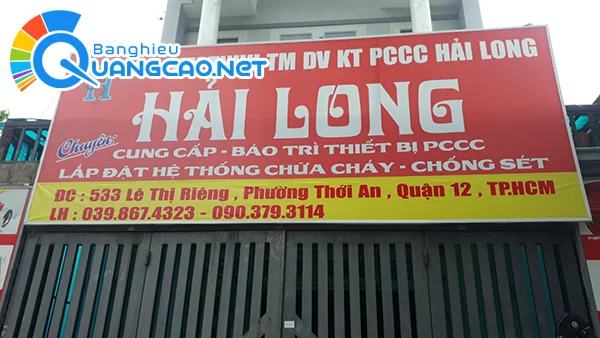 Banghieu
QUANGCAO.NET
TM DV KT PCCC HẢI LONG
HẢI LONG
Chuyên:
CUNG CẤP - BẢO TRÌ THIẾT BỊ PCCC
LẮP ĐẶT HỆ THỐNG CHỮA CHÁY - CHỐNG SÉT
ĐC : 533 Lê Thị Riêng , Phường Thới An , Quận 12 , TP.HCM
LH : 039.867.4323 - 090.379.3114